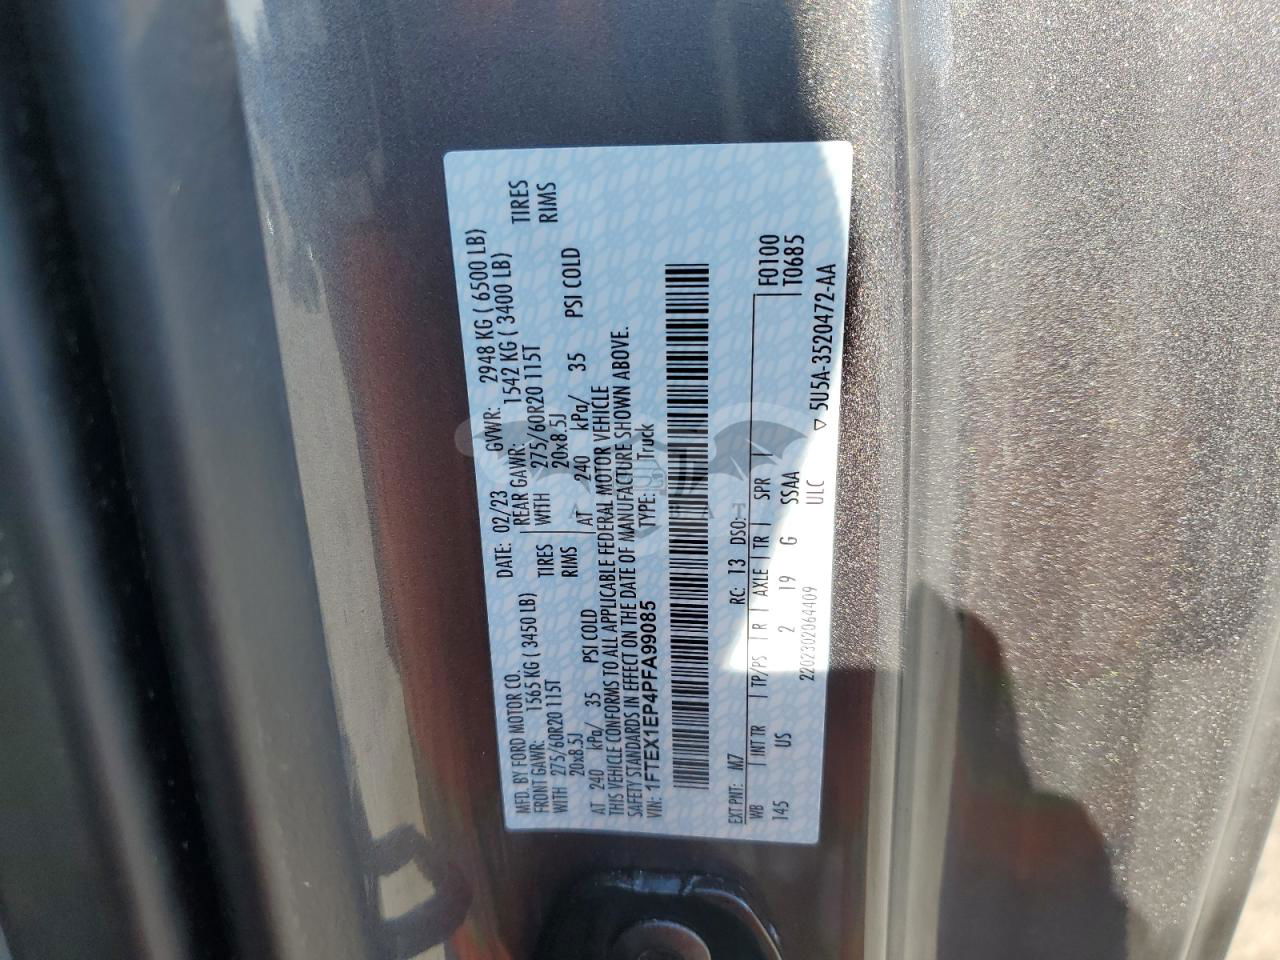 MFD. BY FORD MOTOR CO.
DATE: 02/23 GVWR: 2948 KG ( 6500 LB)
FRONT GAWR: 1565 KG ( 3450 LB)
REAR GAWR: 1542 KG ( 3400 LB)
WITH 275/60R20 115T TIRES
WITH 275/60R20 115T TIRES
20x8.5J RIMS
20x8.5J RIMS
AT 240 kPa/ 35 PSI COLD
AT 240 kPa/ 35 PSI COLD
THIS VEHICLE CONFORMS TO ALL APPLICABLE FEDERAL MOTOR VEHICLE
SAFETY STANDARDS IN EFFECT ON THE DATE OF MANUFACTURE SHOWN ABOVE.
VIN: 1FTEX1EP4PFA99085 TYPE: Truck
F0100
EXT PNT: M7 RC: 13 DSO:
T0685
WB INT TR TP/PS R AXLE TR SPR
145 US 2 19 G SSAA
2202302064409 ULC ▽ 5U5A-3520472-AA